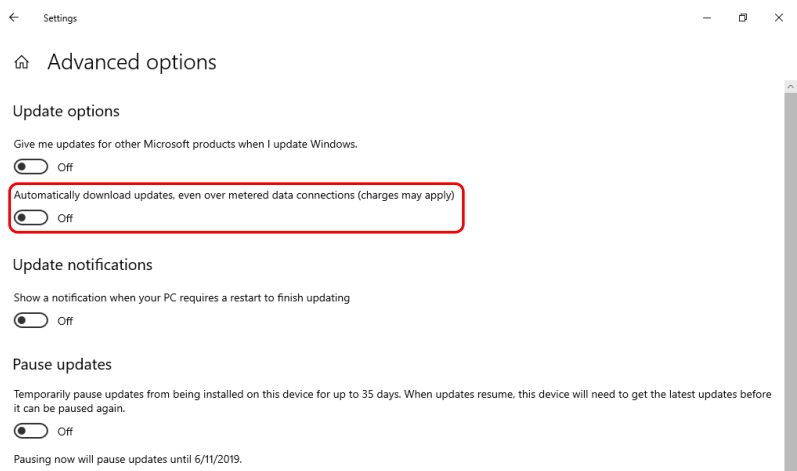 Settings
Advanced options
Update options
Give me updates for other Microsoft products when I update Windows.
Off
Automatically download updates, even over metered data connections (charges may apply)
Off
Update notifications
Show a notification when your PC requires a restart to finish updating
Off
Pause updates
Temporarily pause updates from being installed on this device for up to 35 days. When updates resume, this device will need to get the latest updates before
it can be paused again.
Off
Pausing now will pause updates until 6/11/2019.